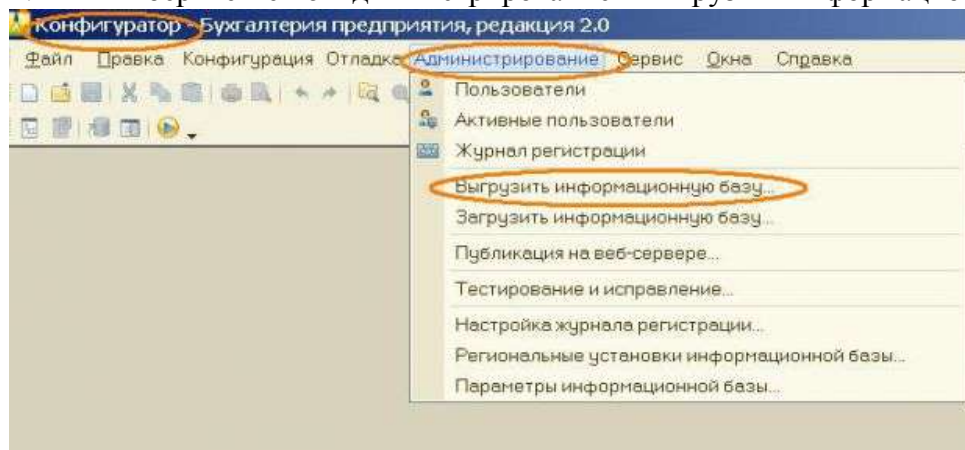 Конфигуратор - Бухгалтерия предприятия, редакция 2.0
Файл Правка Конфигурация Отладка Администрирование Сервис Окна Справка
Пользователи
Активные пользователи
Журнал регистрации
Выгрузить информационную базу...
Загрузить информационную базу...
Публикация на веб-сервере...
Тестирование и исправление...
Настройка журнала регистрации...
Региональные установки информационной базы...
Параметры информационной базы...